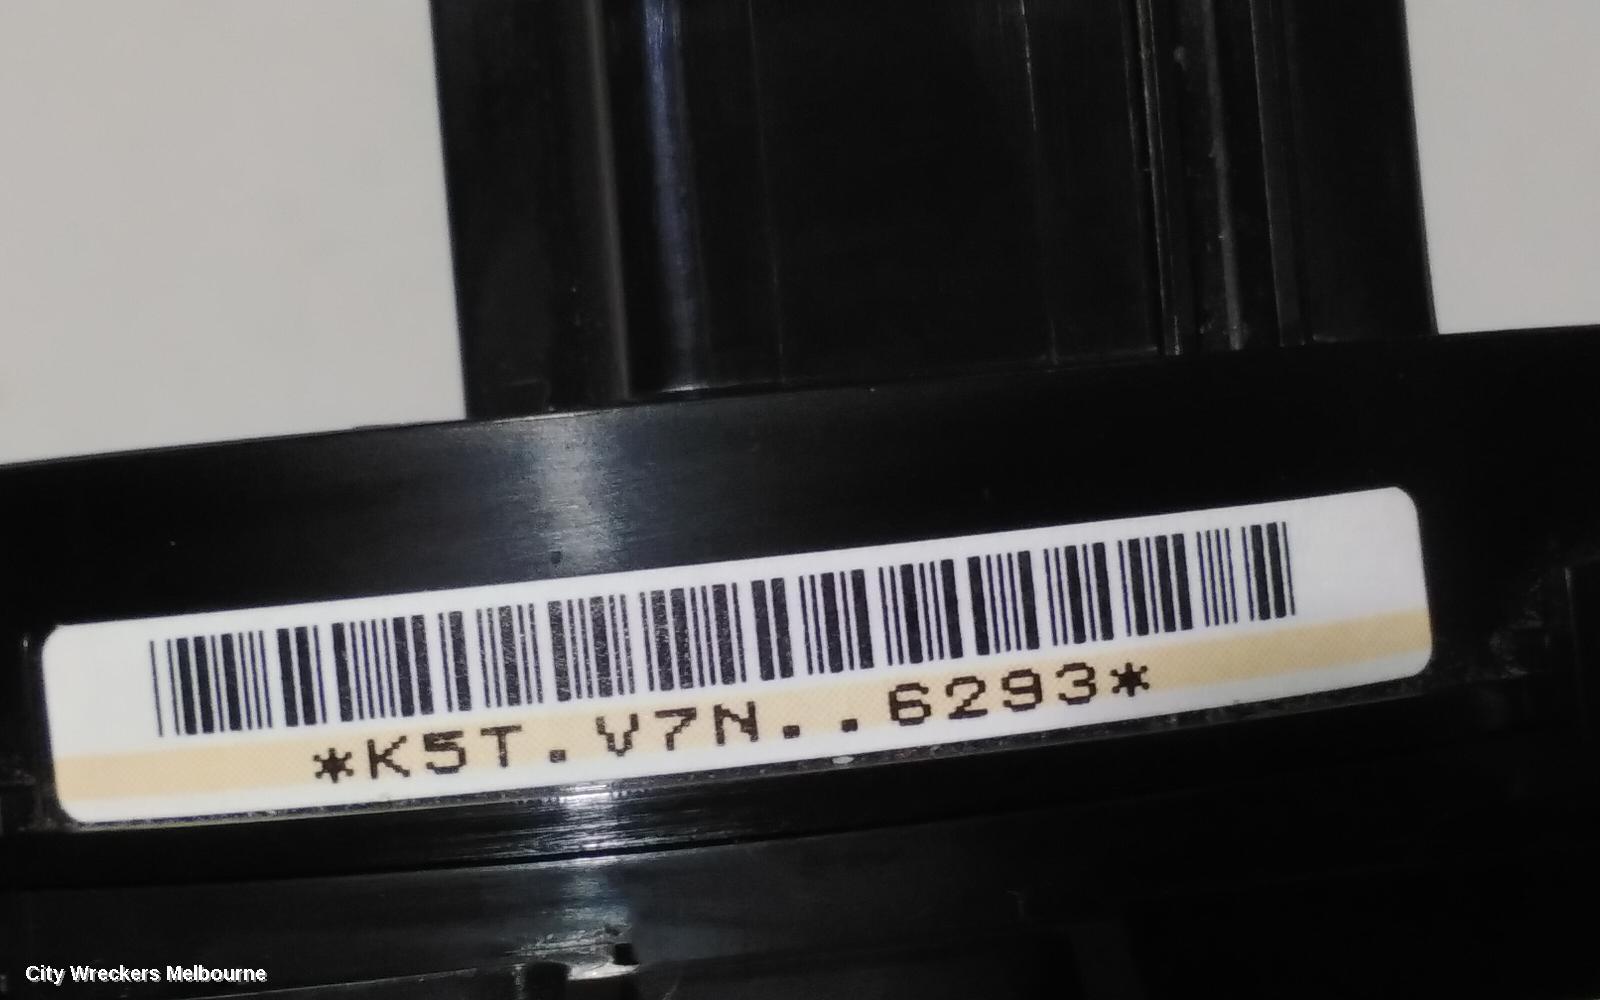 *K5T.V7N..6293*
City Wreckers Melbourne